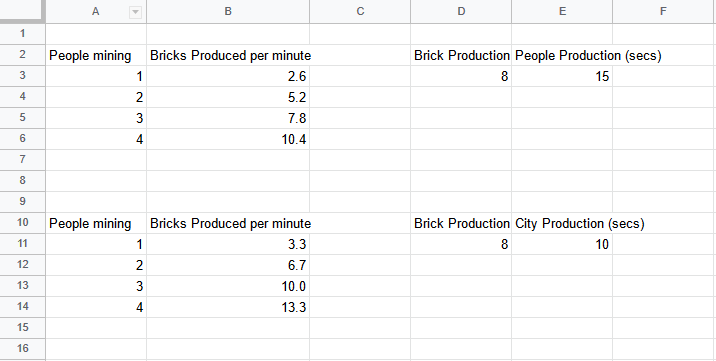 A B C D E F
1
2 People mining Bricks Produced per minute Brick Production People Production (secs)
3 1 2.6 8 15
4 2 5.2
5 3 7.8
6 4 10.4
7
8
9
10 People mining Bricks Produced per minute Brick Production City Production (secs)
11 1 3.3 8 10
12 2 6.7
13 3 10.0
14 4 13.3
15
16